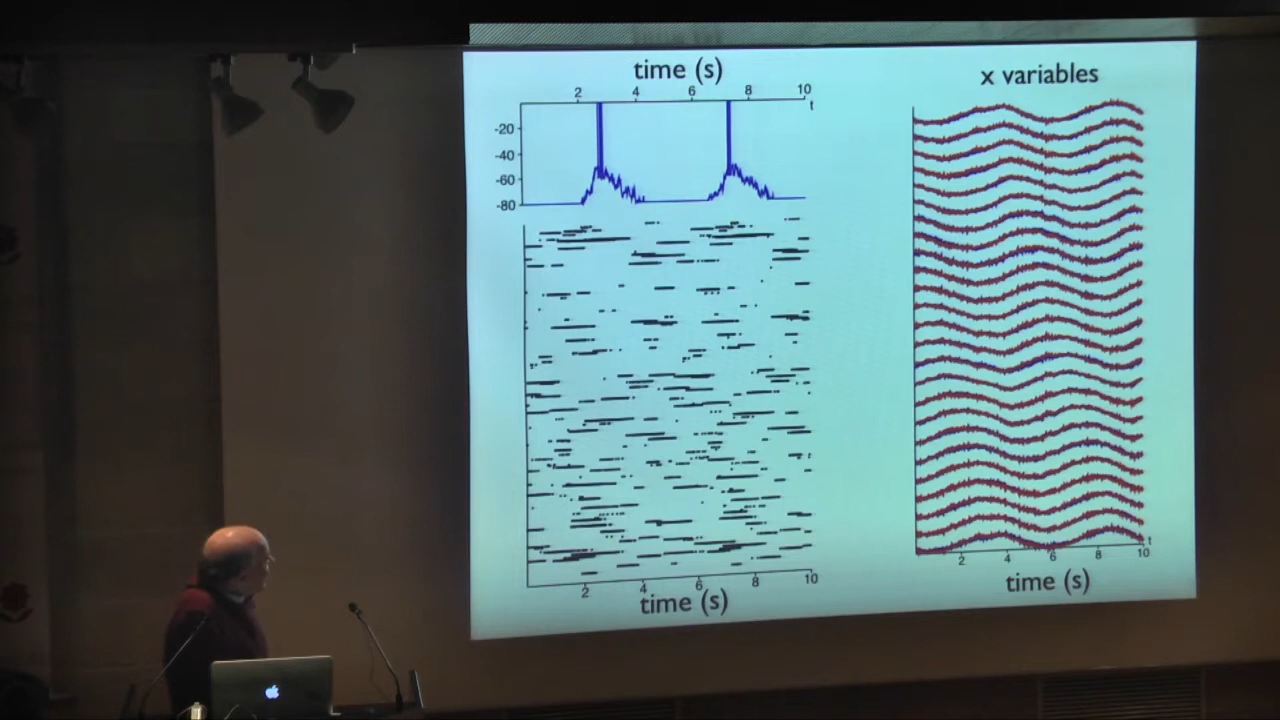 time (s)
2 4 6 8 10
t
-20
-40
-60
-80
2 4 6 8 10
time (s)
x variables
t
2 4 6 8 10
time (s)